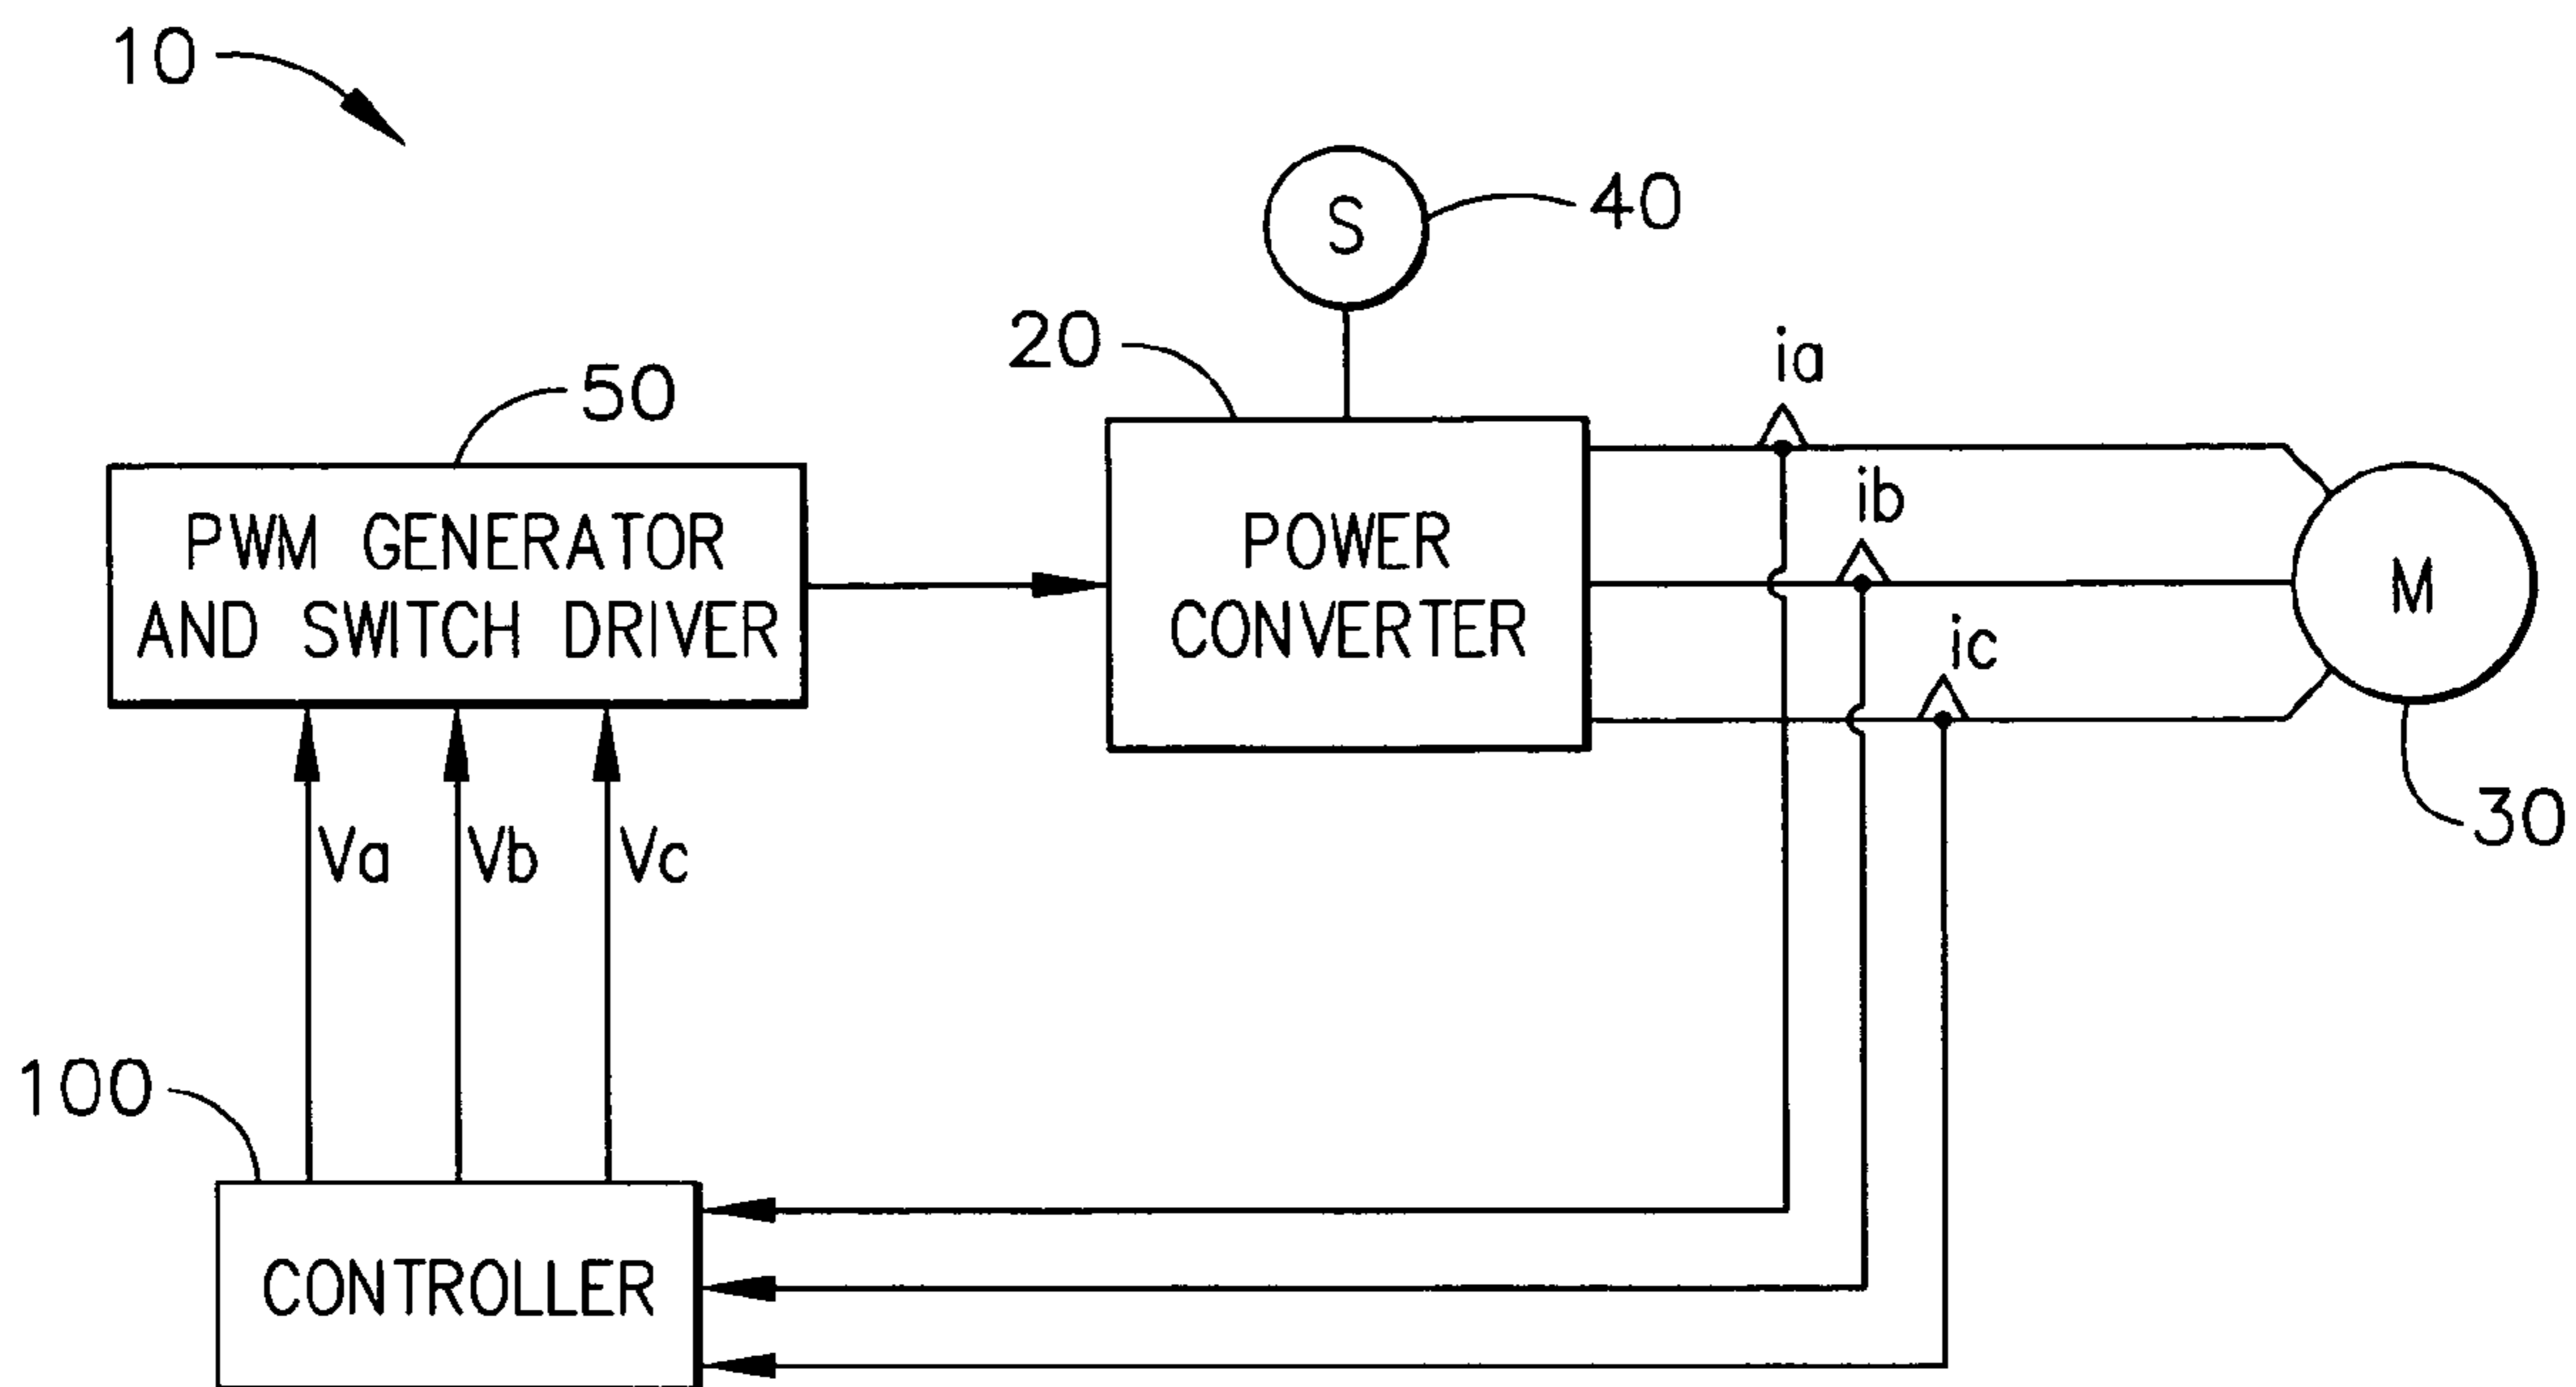 10
S
40
20
ia
50
ib
PWM GENERATOR
AND SWITCH DRIVER
POWER
CONVERTER
M
ic
30
Va
Vb
Vc
100
CONTROLLER